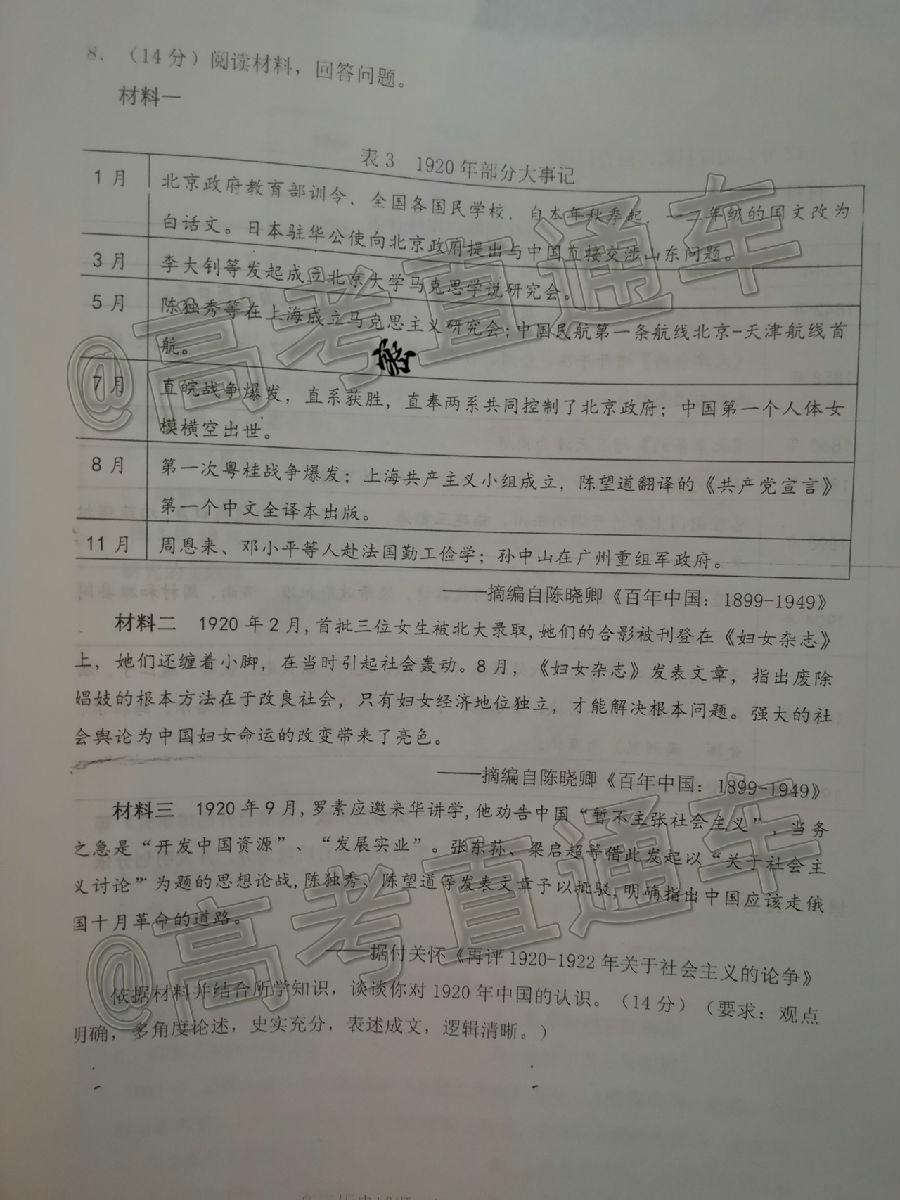 8. （14分）阅读材料，回答问题。
材料一
表3 1920年部分大事记
1月 北京政府教育部训令、全国各国民学校，自本年秋季起，一二年级的国文改为
白话文。日本驻华公使向北京政府提出与中国直接交涉山东问题。
3月 李大钊等发起成团北京大学马克思学说研究会。
5月 陈独秀等在上海成立马克思主义研究会；中国民航第一条航线北京-天津航线首
航。
7月 直皖战争爆发，直系获胜，直奉两系共同控制了北京政府；中国第一个人体女
模横空出世。
8月 第一次粤桂战争爆发；上海共产主义小组成立，陈望道翻译的《共产党宣言》
第一个中文全译本出版。
11月 周恩来、邓小平等人赴法国勤工俭学；孙中山在广州重组军政府。
——摘编自陈晓卿《百年中国：1899-1949》
材料二 1920年2月，首批三位女生被北大录取，她们的合影被刊登在《妇女杂志》
上，她们还缠着小脚，在当时引起社会轰动。8月，《妇女杂志》发表文章，指出废除
娼妓的根本方法在于改良社会，只有妇女经济地位独立，才能解决根本问题。强大的社
会舆论为中国妇女命运的改变带来了亮色。
——摘编自陈晓卿《百年中国：1899-1949》
材料三 1920年9月，罗素应邀来华讲学，他劝告中国“暂不主张社会主义”，当务
之急是“开发中国资源”、“发展实业”。张东荪、梁启超等借此发起以“关于社会主
义讨论”为题的思想论战，陈独秀、陈望道等发表文章予以批驳，明确指出中国应该走俄
国十月革命的道路。
——据付关怀《再评1920-1922年关于社会主义的论争》
依据材料并结合所学知识，谈谈你对1920年中国的认识。（14分）（要求：观点
明确，多角度论述，史实充分，表述成文，逻辑清晰。）
@高考直通车
@高考直通车